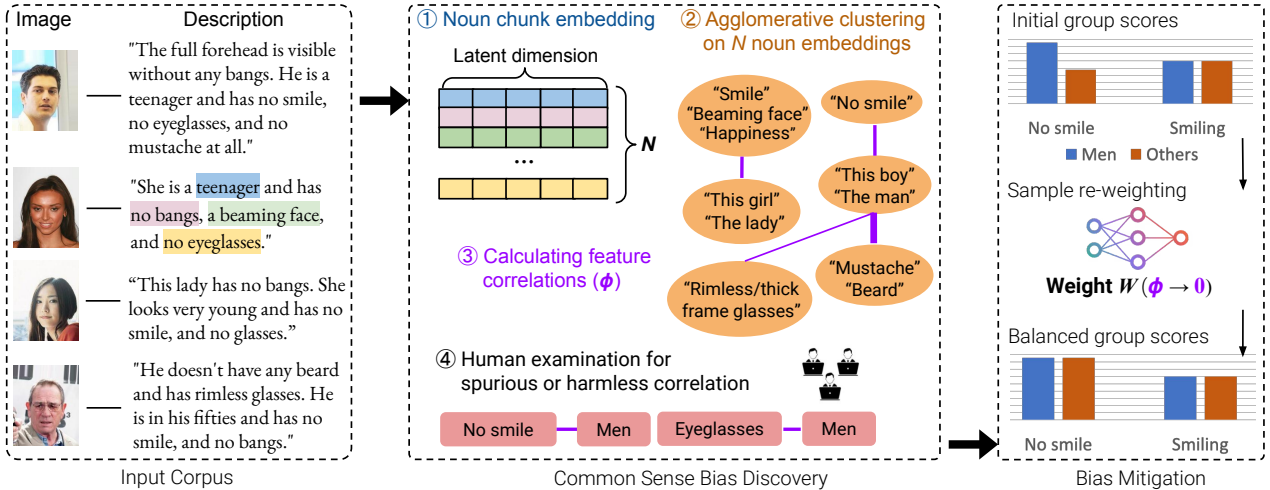 Image
Description
"The full forehead is visible
without any bangs. He is a
teenager and has no smile,
no eyeglasses, and no
mustache at all."
"She is a teenager and has
no bangs, a beaming face,
and no eyeglasses."
“This lady has no bangs. She
looks very young and has no
smile, and no glasses.”
"He doesn't have any beard
and has rimless glasses. He
is in his fifties and has no
smile, and no bangs."
Input Corpus
① Noun chunk embedding
Latent dimension
...
N
② Agglomerative clustering
on N noun embeddings
“Smile”
“Beaming face”
“Happiness”
“No smile”
“This girl”
“The lady”
“This boy”
“The man”
“Rimless/thick
frame glasses”
“Mustache”
“Beard”
③ Calculating feature
correlations (ϕ)
④ Human examination for
spurious or harmless correlation
No smile
Men
Eyeglasses
Men
Common Sense Bias Discovery
Initial group scores
No smile
Smiling
Men
Others
Sample re-weighting
Weight W(ϕ → 0)
Balanced group scores
No smile
Smiling
Bias Mitigation